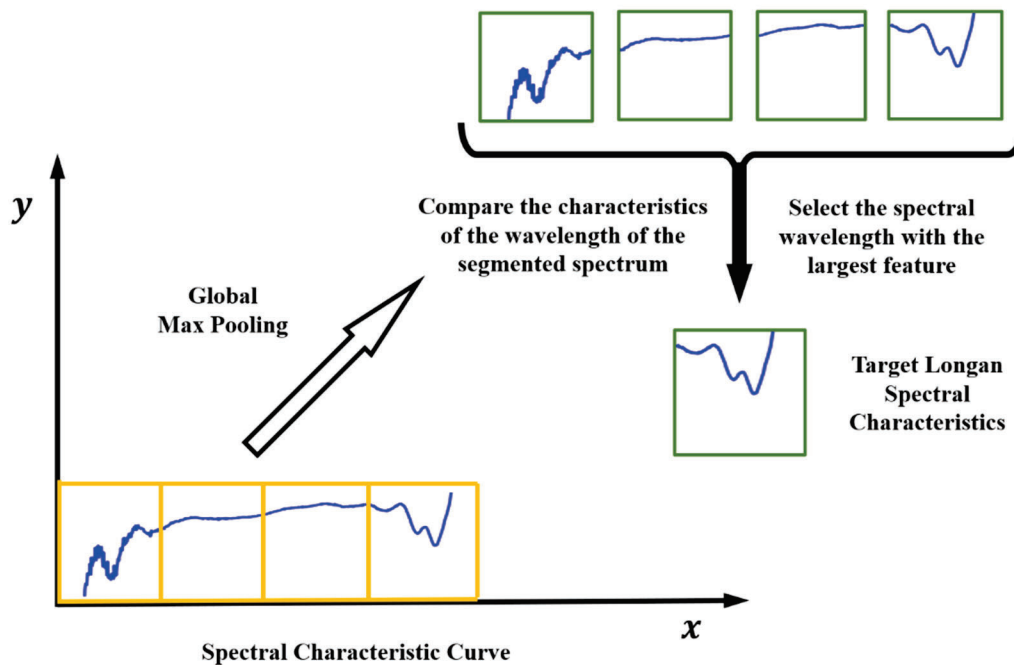 y
Compare the characteristics
of the wavelength of the
segmented spectrum
Select the spectral
wavelength with the
largest feature
Global
Max Pooling
Target Longan
Spectral
Characteristics
x
Spectral Characteristic Curve